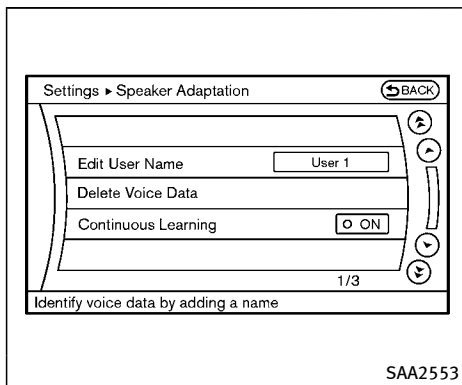 Settings ▸ Speaker Adaptation
BACK
Edit User Name User 1
Delete Voice Data
Continuous Learning ON
1/3
Identify voice data by adding a name
SAA2553